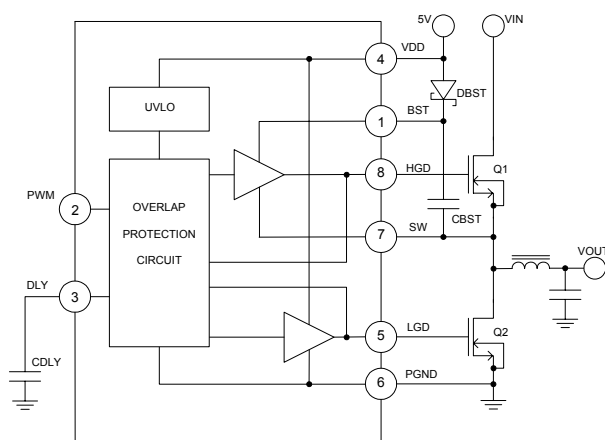 5V
VIN
4
VDD
DBST
UVLO
1
BST
8
HGD
Q1
PWM
2
OVERLAP
PROTECTION
CIRCUIT
CBST
7
SW
VOUT
DLY
3
5
LGD
Q2
CDLY
6
PGND